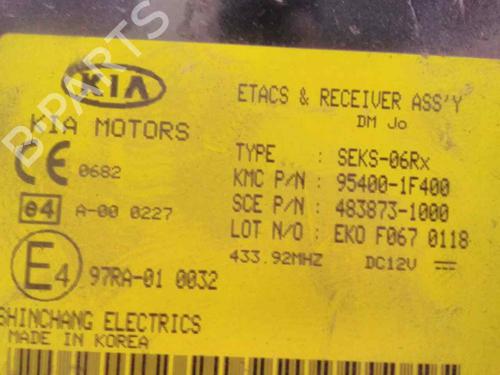 B-PARTS
KIA
ETACS & RECEIVER ASS'Y
DM Jo
KIA MOTORS
TYPE : SEKS-06Rx
CE 0682
KMC P/N : 95400-1F400
e4 A-00 0227
SCE P/N : 483873-1000
LOT N/O : EKO F067 0118
433.92MHZ DC12V
E4 97RA-01 0032
SHINCHANG ELECTRICS
MADE IN KOREA